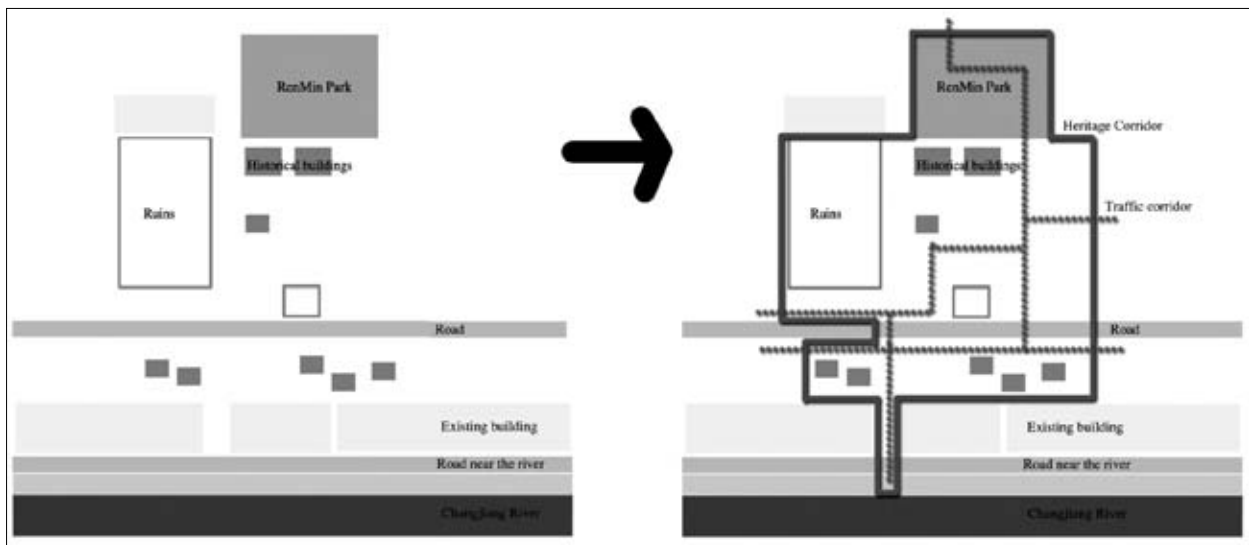 RenMin Park
Historical buildings
Ruins
Road
Existing building
Road near the river
Changjiang River
RenMin Park
Heritage Corridor
Historical buildings
Traffic corridor
Ruins
Road
Existing building
Road near the river
Changjiang River